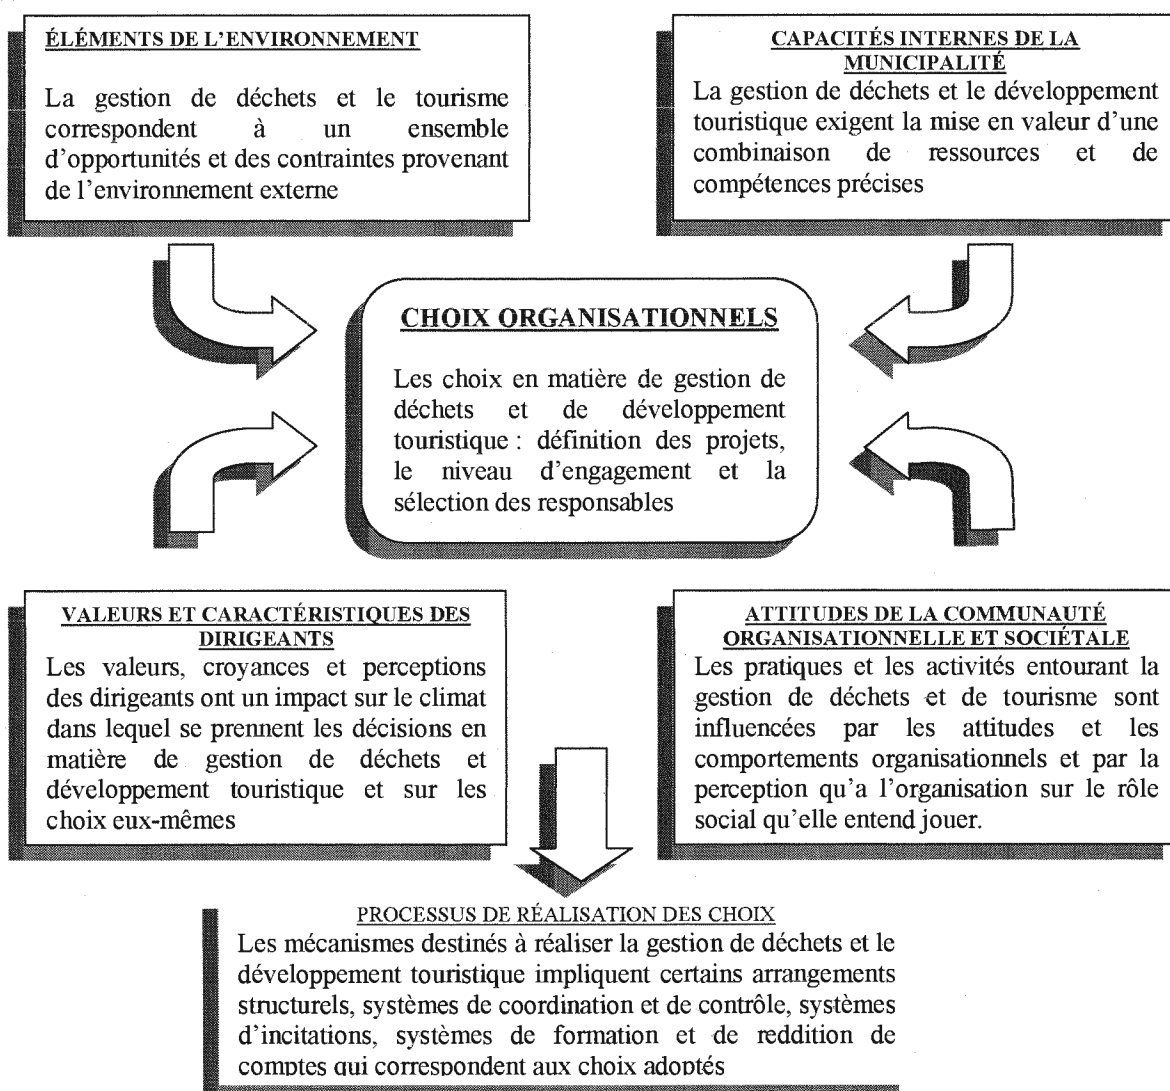 ÉLÉMENTS DE L'ENVIRONNEMENT
La gestion de déchets et le tourisme
correspondent à un ensemble
d'opportunités et des contraintes provenant
de l'environnement externe
CAPACITÉS INTERNES DE LA
MUNICIPALITÉ
La gestion de déchets et le développement
touristique exigent la mise en valeur d'une
combinaison de ressources et de
compétences précises
CHOIX ORGANISATIONNELS
Les choix en matière de gestion de
déchets et de développement
touristique : définition des projets,
le niveau d'engagement et la
sélection des responsables
VALEURS ET CARACTÉRISTIQUES DES
DIRIGEANTS
Les valeurs, croyances et perceptions
des dirigeants ont un impact sur le climat
dans lequel se prennent les décisions en
matière de gestion de déchets et
développement touristique et sur les
choix eux-mêmes
ATTITUDES DE LA COMMUNAUTÉ
ORGANISATIONNELLE ET SOCIÉTALE
Les pratiques et les activités entourant la
gestion de déchets et de tourisme sont
influencées par les attitudes et les
comportements organisationnels et par la
perception qu'a l'organisation sur le rôle
social qu'elle entend jouer.
PROCESSUS DE RÉALISATION DES CHOIX
Les mécanismes destinés à réaliser la gestion de déchets et le
développement touristique impliquent certains arrangements
structurels, systèmes de coordination et de contrôle, systèmes
d'incitations, systèmes de formation et de reddition de
comptes qui correspondent aux choix adoptés